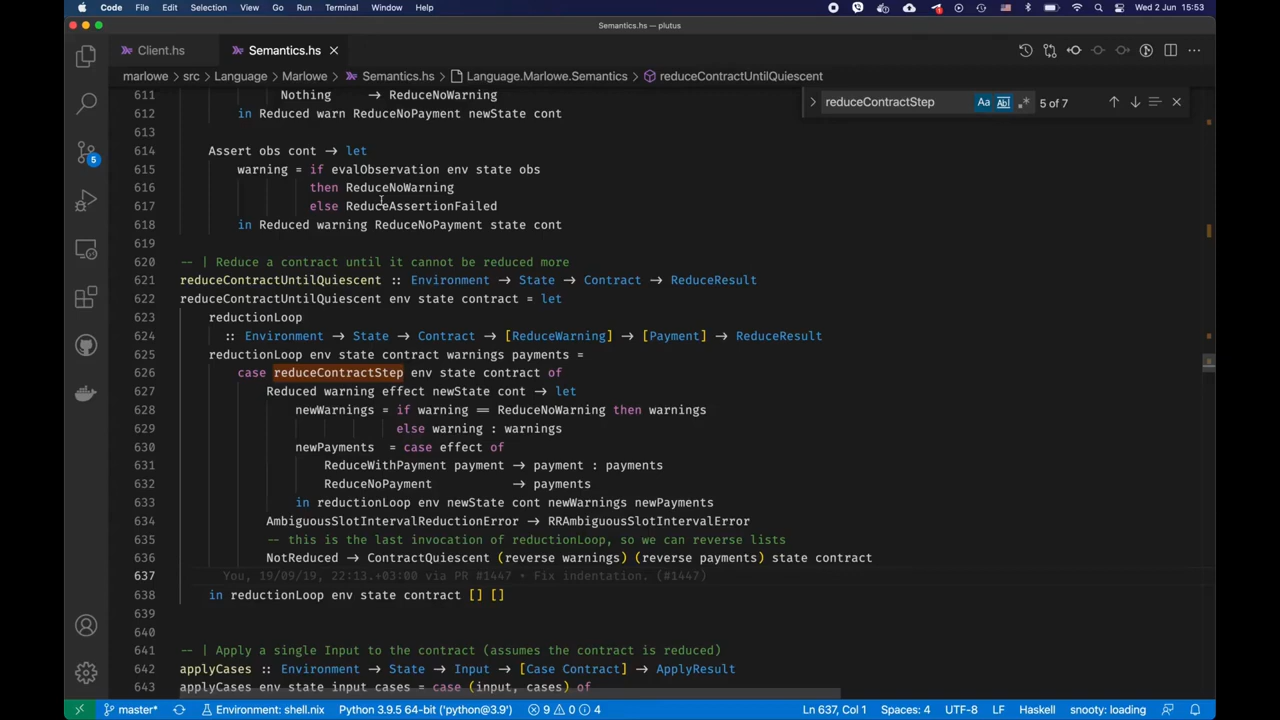 Code File Edit Selection View Go Run Terminal Window Help Wed 2 Jun 15:53
Semantics.hs — plutus
Client.hs Semantics.hs
marlowe > src > Language > Marlowe > Semantics.hs > Language.Marlowe.Semantics > reduceContractUntilQuiescent
reduceContractStep Aa Abl .* 5 of 7
611 Nothing → ReduceNoWarning
612 in Reduced warn ReduceNoPayment newState cont
613
614 Assert obs cont → let
615 warning = if evalObservation env state obs
616 then ReduceNoWarning
617 else ReduceAssertionFailed
618 in Reduced warning ReduceNoPayment state cont
619
620 -- | Reduce a contract until it cannot be reduced more
621 reduceContractUntilQuiescent :: Environment → State → Contract → ReduceResult
622 reduceContractUntilQuiescent env state contract = let
623 reductionLoop
624 :: Environment → State → Contract → [ReduceWarning] → [Payment] → ReduceResult
625 reductionLoop env state contract warnings payments =
626 case reduceContractStep env state contract of
627 Reduced warning effect newState cont → let
628 newWarnings = if warning == ReduceNoWarning then warnings
629 else warning : warnings
630 newPayments = case effect of
631 ReduceWithPayment payment → payment : payments
632 ReduceNoPayment → payments
633 in reductionLoop env newState cont newWarnings newPayments
634 AmbiguousSlotIntervalReductionError → RRAmbiguousSlotIntervalError
635 -- this is the last invocation of reductionLoop, so we can reverse lists
636 NotReduced → ContractQuiescent (reverse warnings) (reverse payments) state contract
637 You, 19/09/19, 22:13.+03:00 via PR #1447 • Fix indentation. (#1447)
638 in reductionLoop env state contract [] []
639
640
641 -- | Apply a single Input to the contract (assumes the contract is reduced)
642 applyCases :: Environment → State → Input → [Case Contract] → ApplyResult
643 applyCases env state input cases = case (input, cases) of
5
master* Environment: shell.nix Python 3.9.5 64-bit ('python@3.9') 9 0 4 Ln 637, Col 1 Spaces: 4 UTF-8 LF Haskell snooty: loading